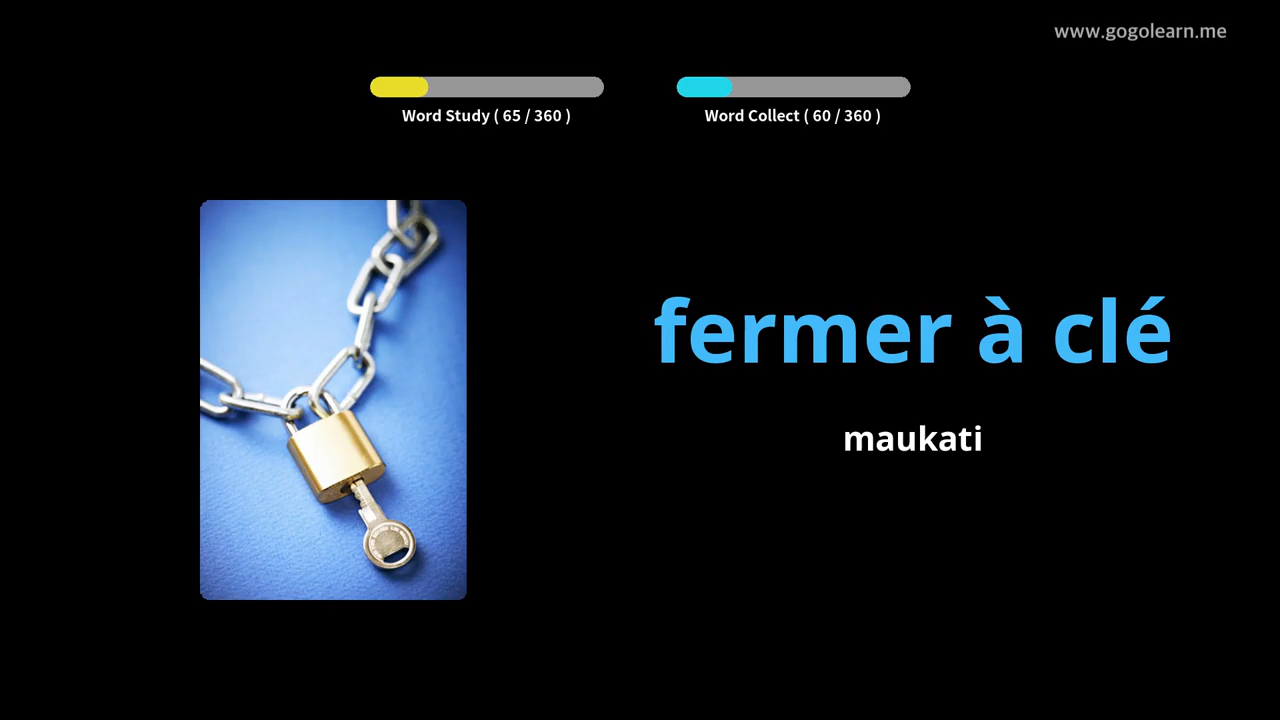 www.gogolearn.me
Word Study ( 65 / 360 )
Word Collect ( 60 / 360 )
fermer à clé
maukati